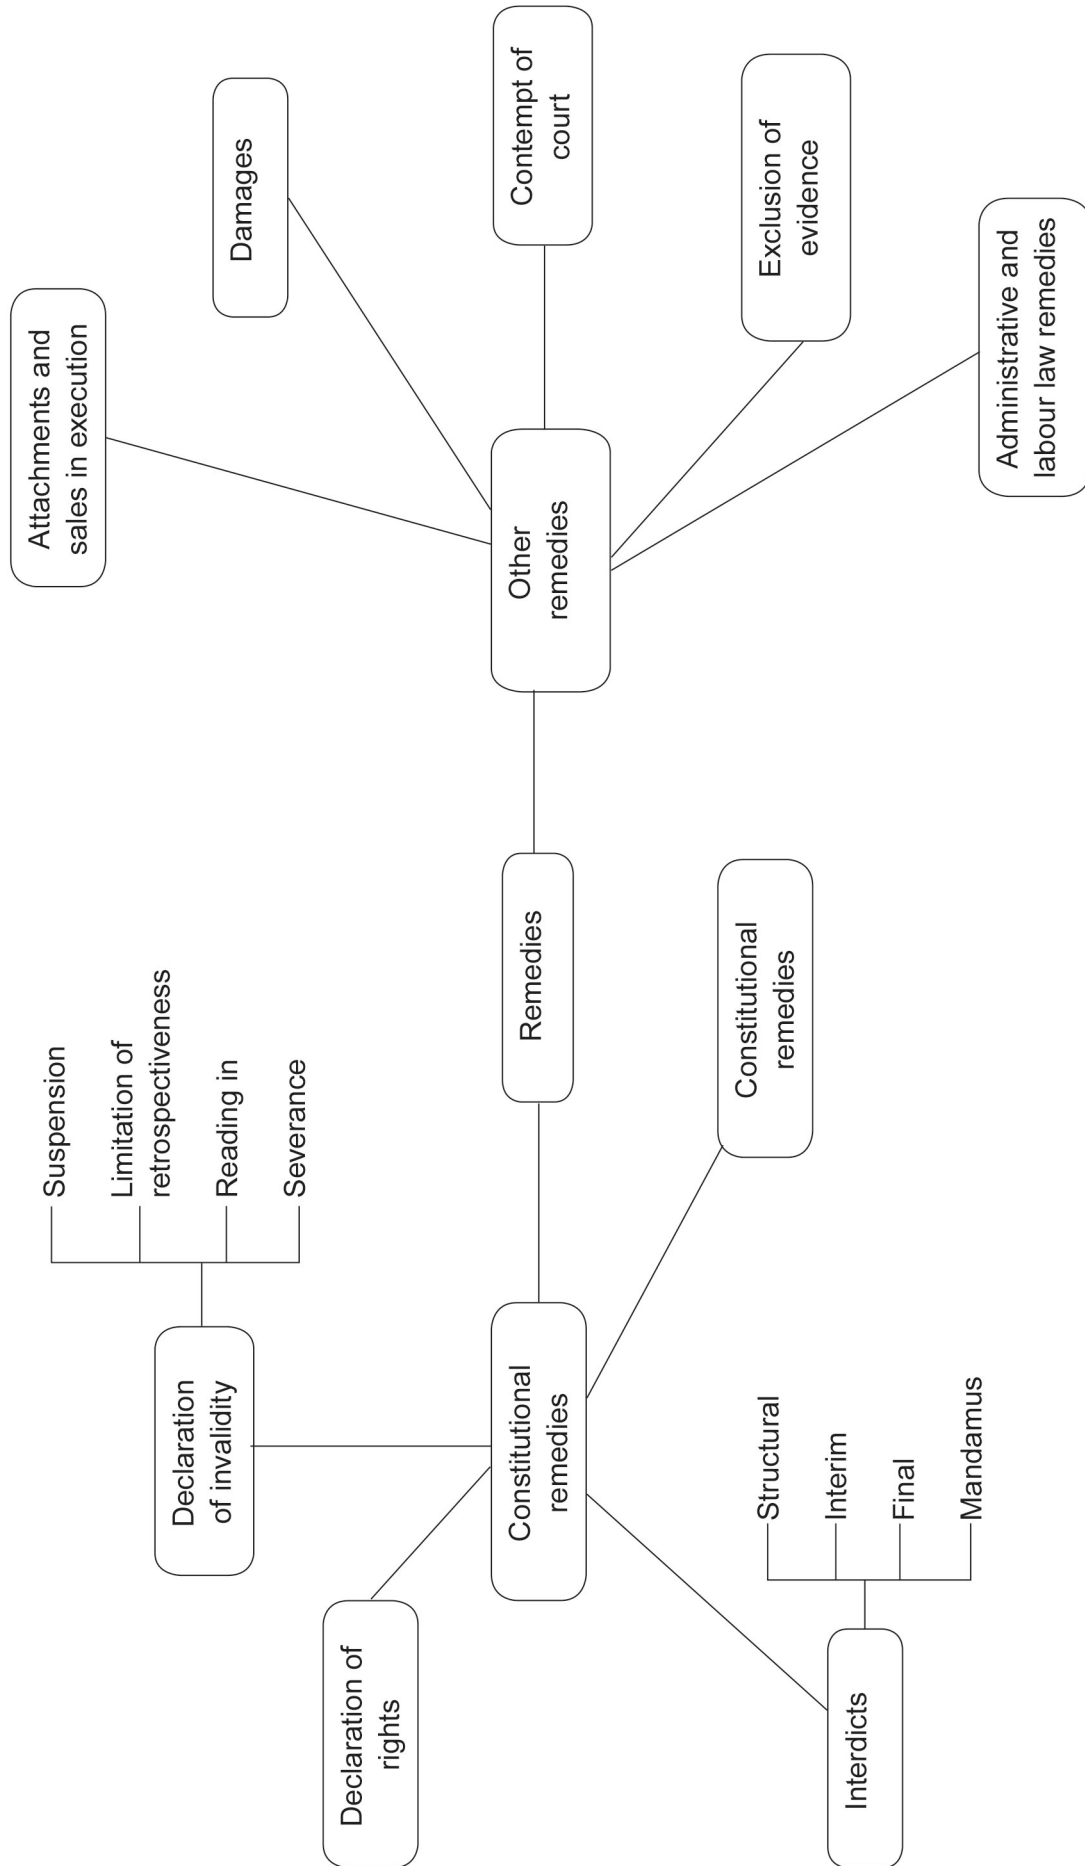 Attachments and
sales in execution
Damages
Contempt of
court
Exclusion of
evidence
Administrative and
labour law remedies
Other
remedies
Remedies
Constitutional
remedies
Constitutional
remedies
Declaration
of invalidity
Suspension
Limitation of
retrospectiveness
Reading in
Severance
Declaration of
rights
Interdicts
Structural
Interim
Final
Mandamus